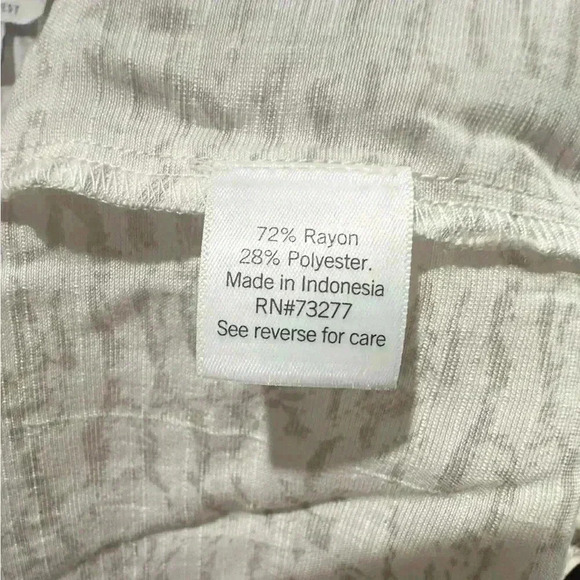 72% Rayon
28% Polyester.
Made in Indonesia
RN#73277
See reverse for care